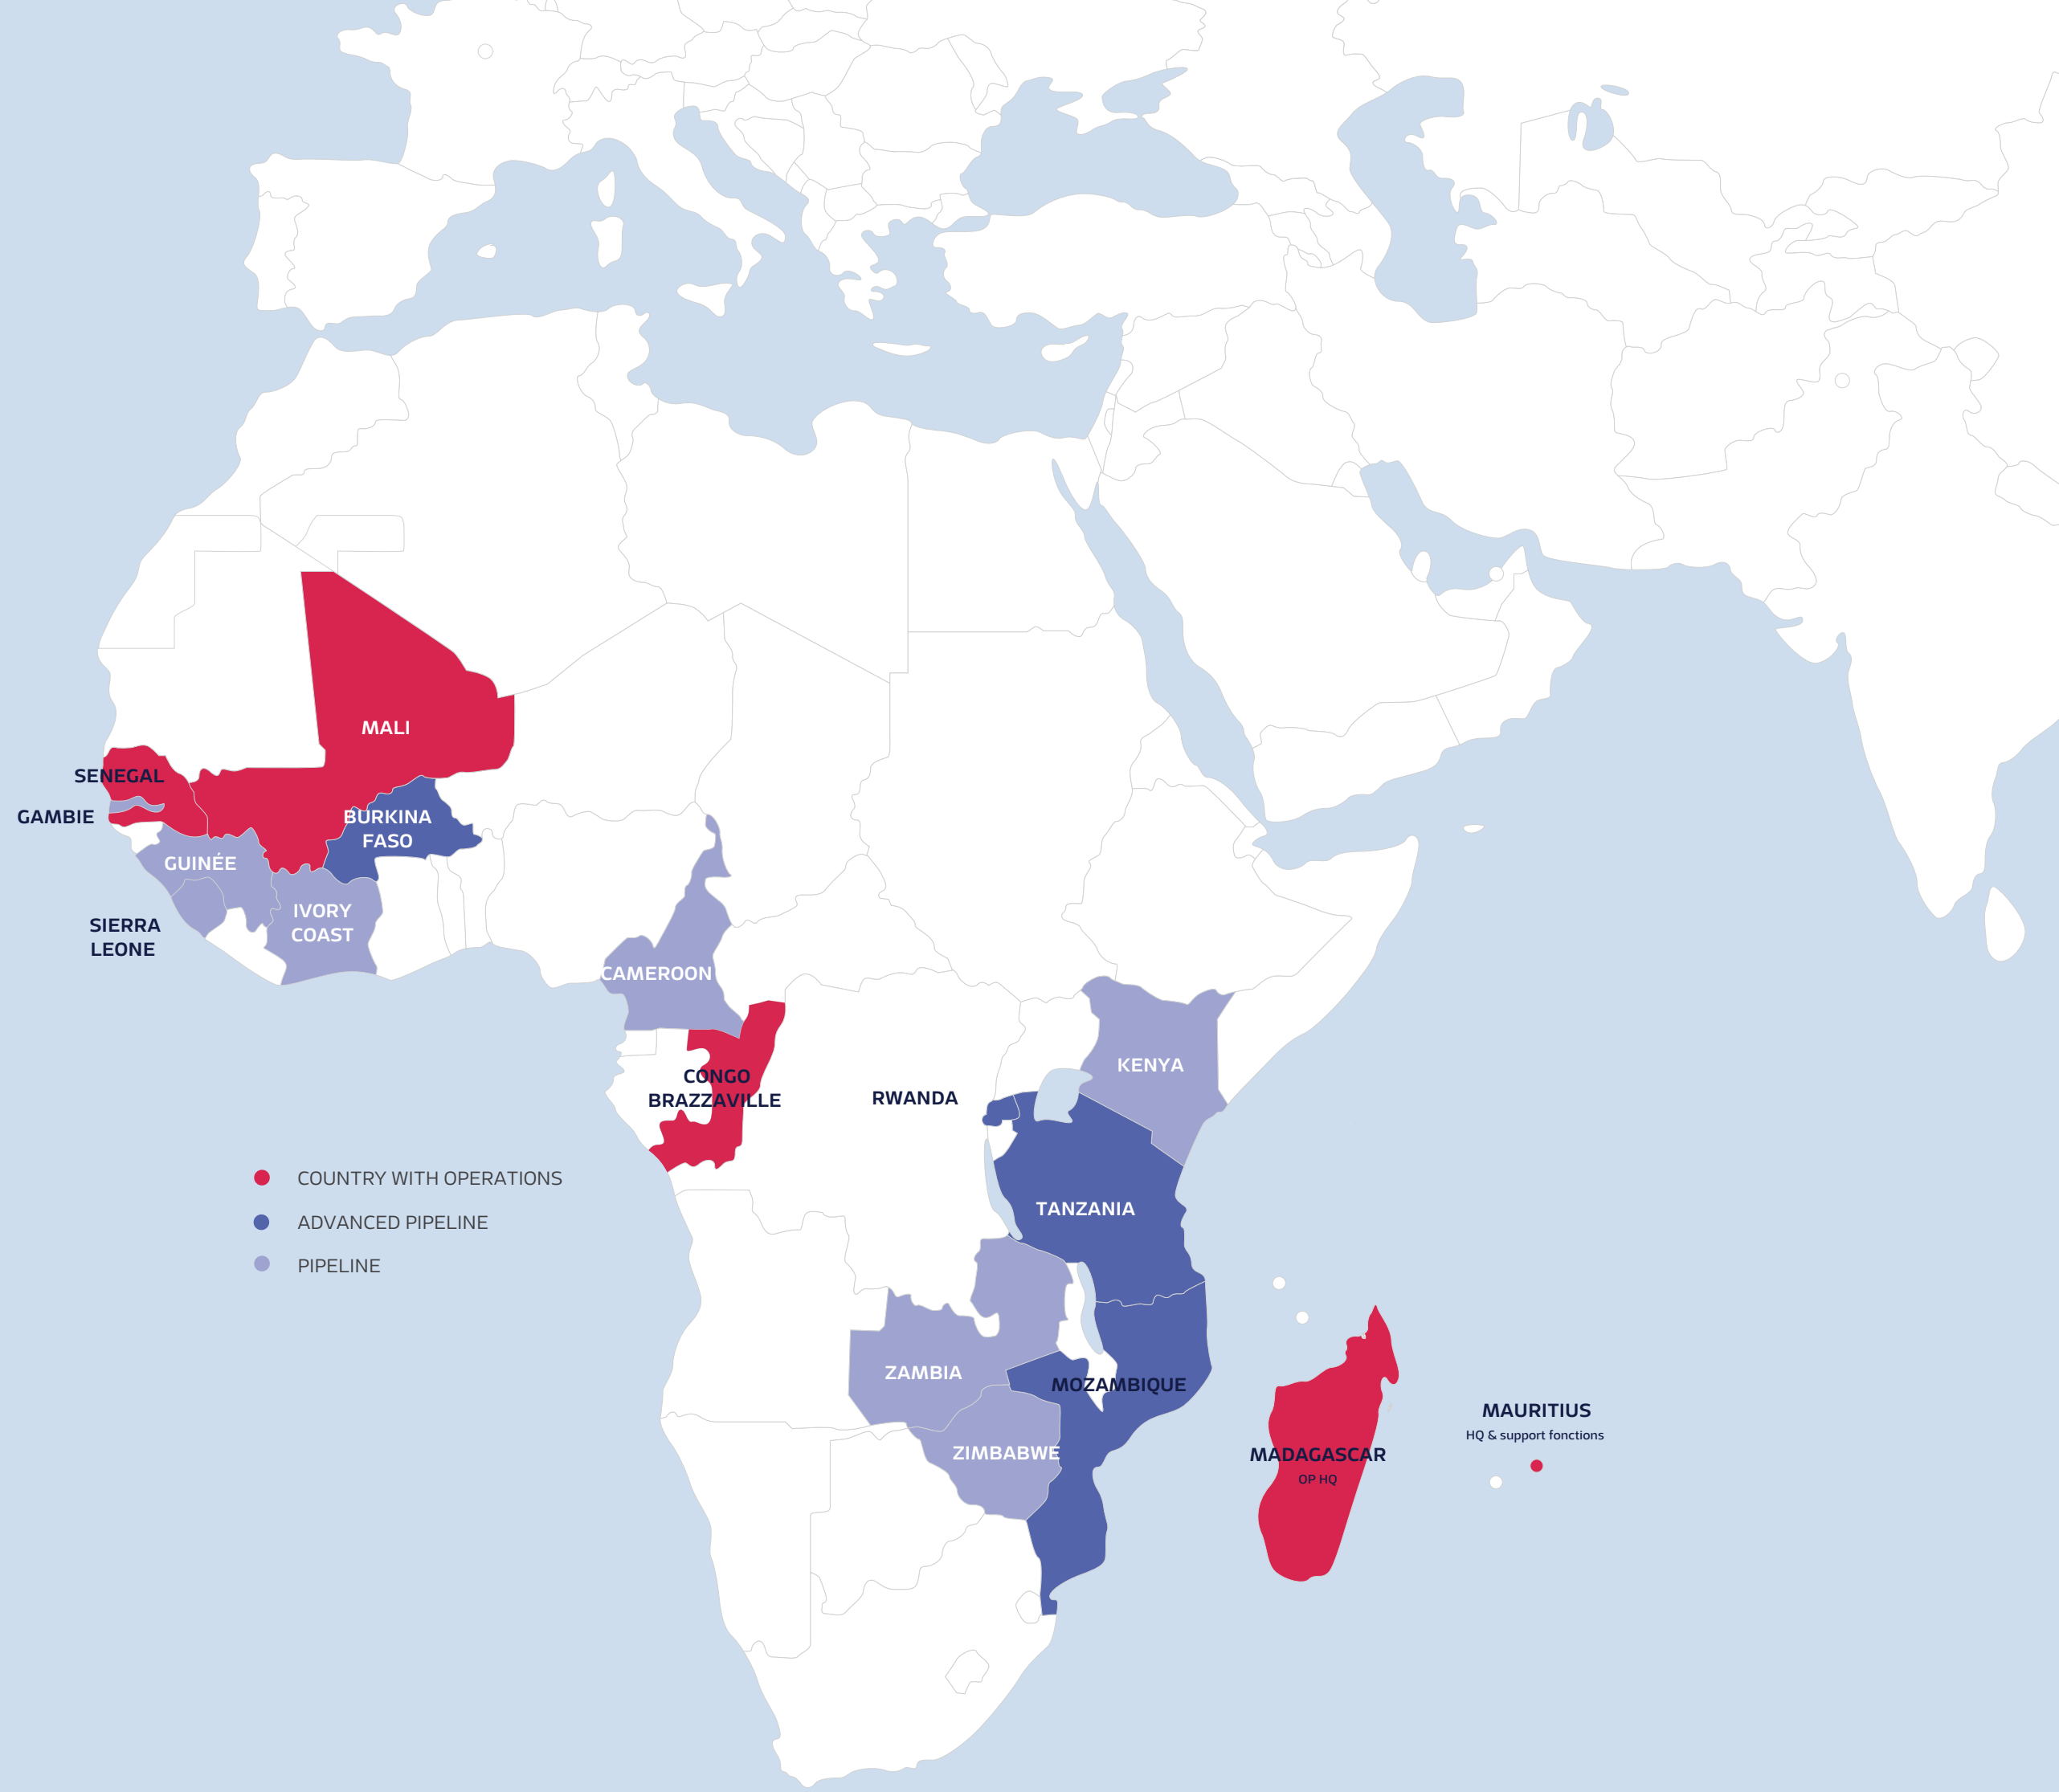 MALI
SENEGAL
GAMBIE
BURKINA
FASO
GUINÉE
IVORY
COAST
SIERRA
LEONE
CAMEROON
KENYA
CONGO
BRAZZAVILLE
RWANDA
COUNTRY WITH OPERATIONS
ADVANCED PIPELINE
PIPELINE
TANZANIA
ZAMBIA
MOZAMBIQUE
ZIMBABWE
MADAGASCAR
OP HQ
MAURITIUS
HQ & support fonctions